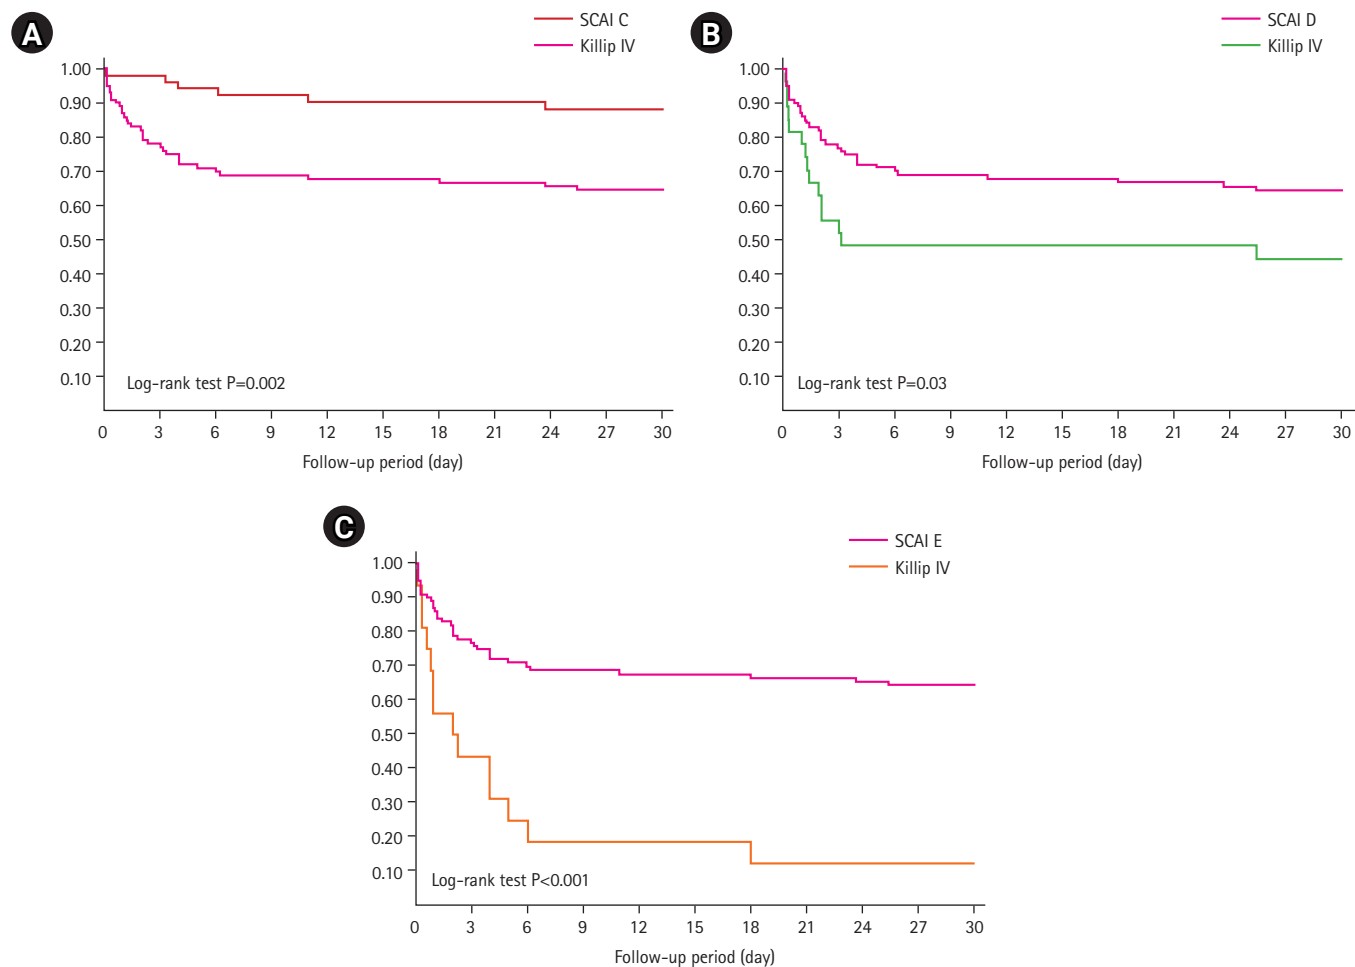 A
SCAI C
Killip IV
1.00
0.90
0.80
0.70
0.60
0.50
0.40
0.30
0.20
0.10
Log-rank test P=0.002
0 3 6 9 12 15 18 21 24 27 30
Follow-up period (day)
B
SCAI D
Killip IV
1.00
0.90
0.80
0.70
0.60
0.50
0.40
0.30
0.20
0.10
Log-rank test P=0.03
0 3 6 9 12 15 18 21 24 27 30
Follow-up period (day)
C
SCAI E
Killip IV
1.00
0.90
0.80
0.70
0.60
0.50
0.40
0.30
0.20
0.10
Log-rank test P<0.001
0 3 6 9 12 15 18 21 24 27 30
Follow-up period (day)